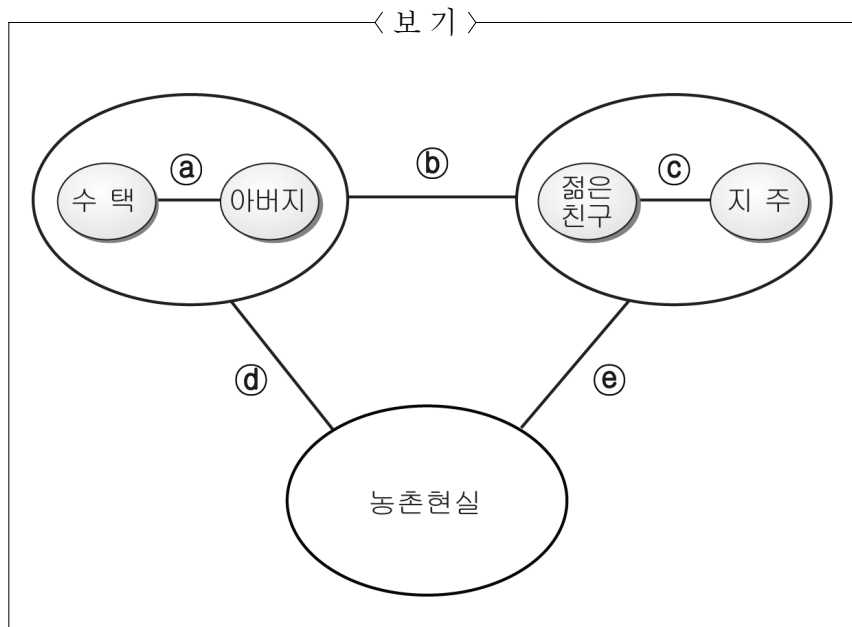 〈 보 기 〉
ⓐ ⓑ ⓒ
수 택 아버지 젊은
친구 지 주
ⓓ ⓔ
농촌현실